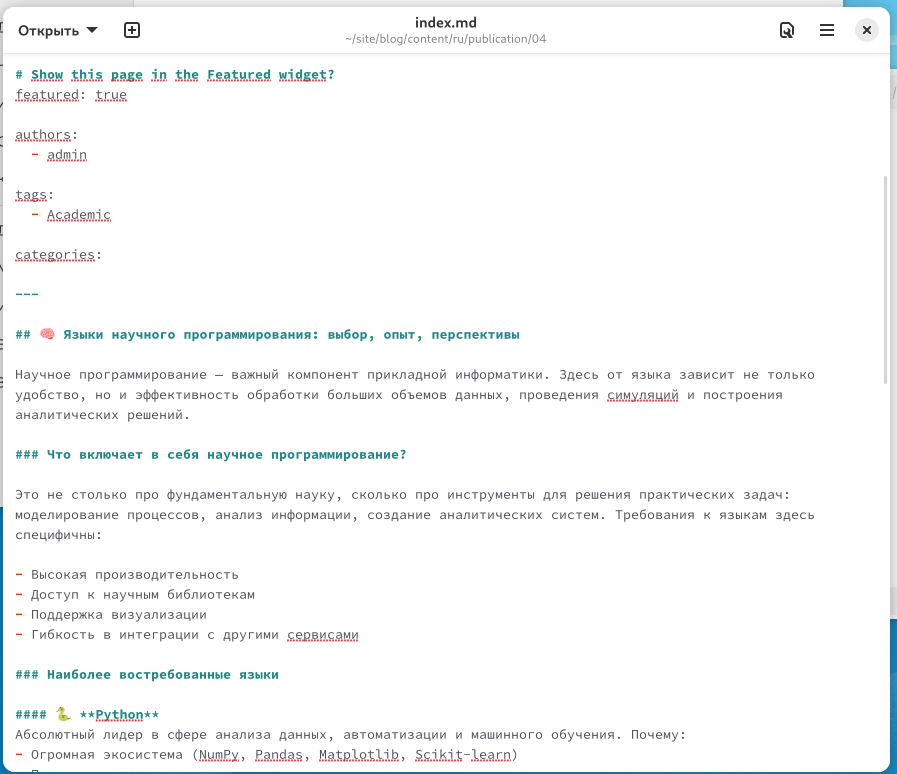 Открыть
index.md
~/site/blog/content/ru/publication/04
# Show this page in the Featured widget?
featured: true
authors:
- admin
tags:
- Academic
categories:
---
## 🧠 Языки научного программирования: выбор, опыт, перспективы
Научное программирование — важный компонент прикладной информатики. Здесь от языка зависит не только
удобство, но и эффективность обработки больших объемов данных, проведения симуляций и построения
аналитических решений.
### Что включает в себя научное программирование?
Это не столько про фундаментальную науку, сколько про инструменты для решения практических задач:
моделирование процессов, анализ информации, создание аналитических систем. Требования к языкам здесь
специфичны:
- Высокая производительность
- Доступ к научным библиотекам
- Поддержка визуализации
- Гибкость в интеграции с другими сервисами
### Наиболее востребованные языки
#### 🐍 **Python**
Абсолютный лидер в сфере анализа данных, автоматизации и машинного обучения. Почему:
- Огромная экосистема (NumPy, Pandas, Matplotlib, Scikit-learn)